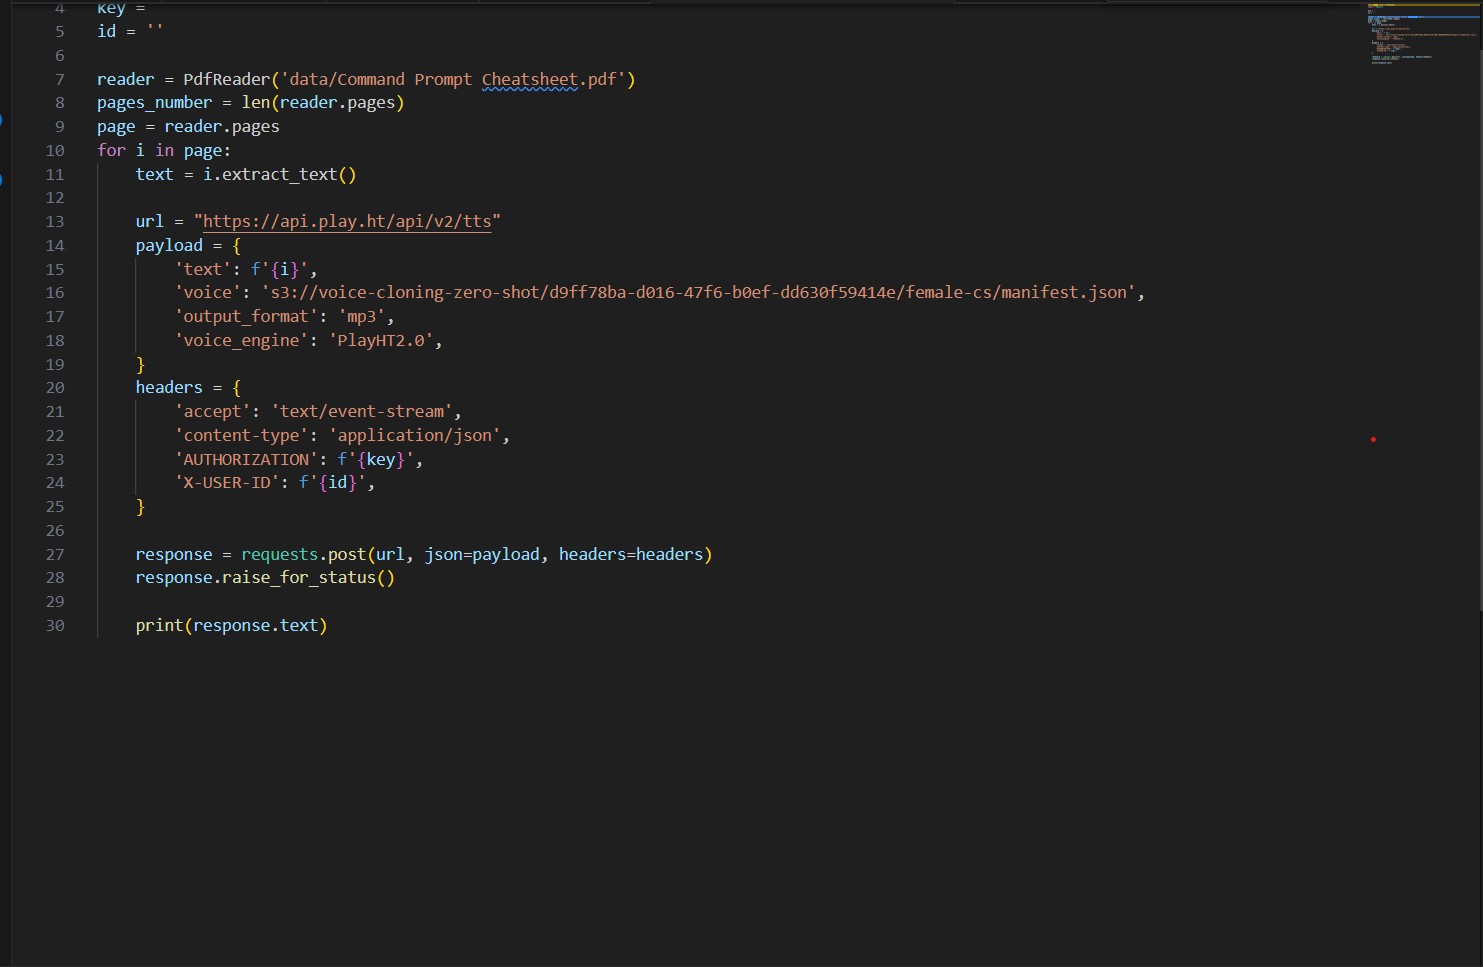 4 key =
5 id = ''
6
7 reader = PdfReader('data/Command Prompt Cheatsheet.pdf')
8 pages_number = len(reader.pages)
9 page = reader.pages
10 for i in page:
11     text = i.extract_text()
12
13     url = "https://api.play.ht/api/v2/tts"
14     payload = {
15         'text': f'{i}',
16         'voice': 's3://voice-cloning-zero-shot/d9ff78ba-d016-47f6-b0ef-dd630f59414e/female-cs/manifest.json',
17         'output_format': 'mp3',
18         'voice_engine': 'PlayHT2.0',
19     }
20     headers = {
21         'accept': 'text/event-stream',
22         'content-type': 'application/json',
23         'AUTHORIZATION': f'{key}',
24         'X-USER-ID': f'{id}',
25     }
26
27     response = requests.post(url, json=payload, headers=headers)
28     response.raise_for_status()
29
30     print(response.text)